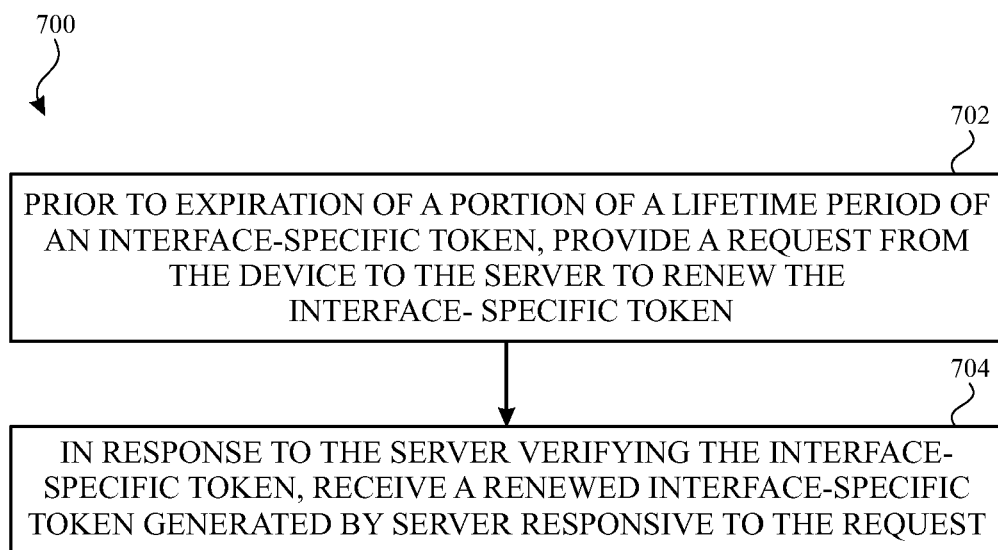 700
702
PRIOR TO EXPIRATION OF A PORTION OF A LIFETIME PERIOD OF
AN INTERFACE-SPECIFIC TOKEN, PROVIDE A REQUEST FROM
THE DEVICE TO THE SERVER TO RENEW THE
INTERFACE- SPECIFIC TOKEN
704
IN RESPONSE TO THE SERVER VERIFYING THE INTERFACE-
SPECIFIC TOKEN, RECEIVE A RENEWED INTERFACE-SPECIFIC
TOKEN GENERATED BY SERVER RESPONSIVE TO THE REQUEST